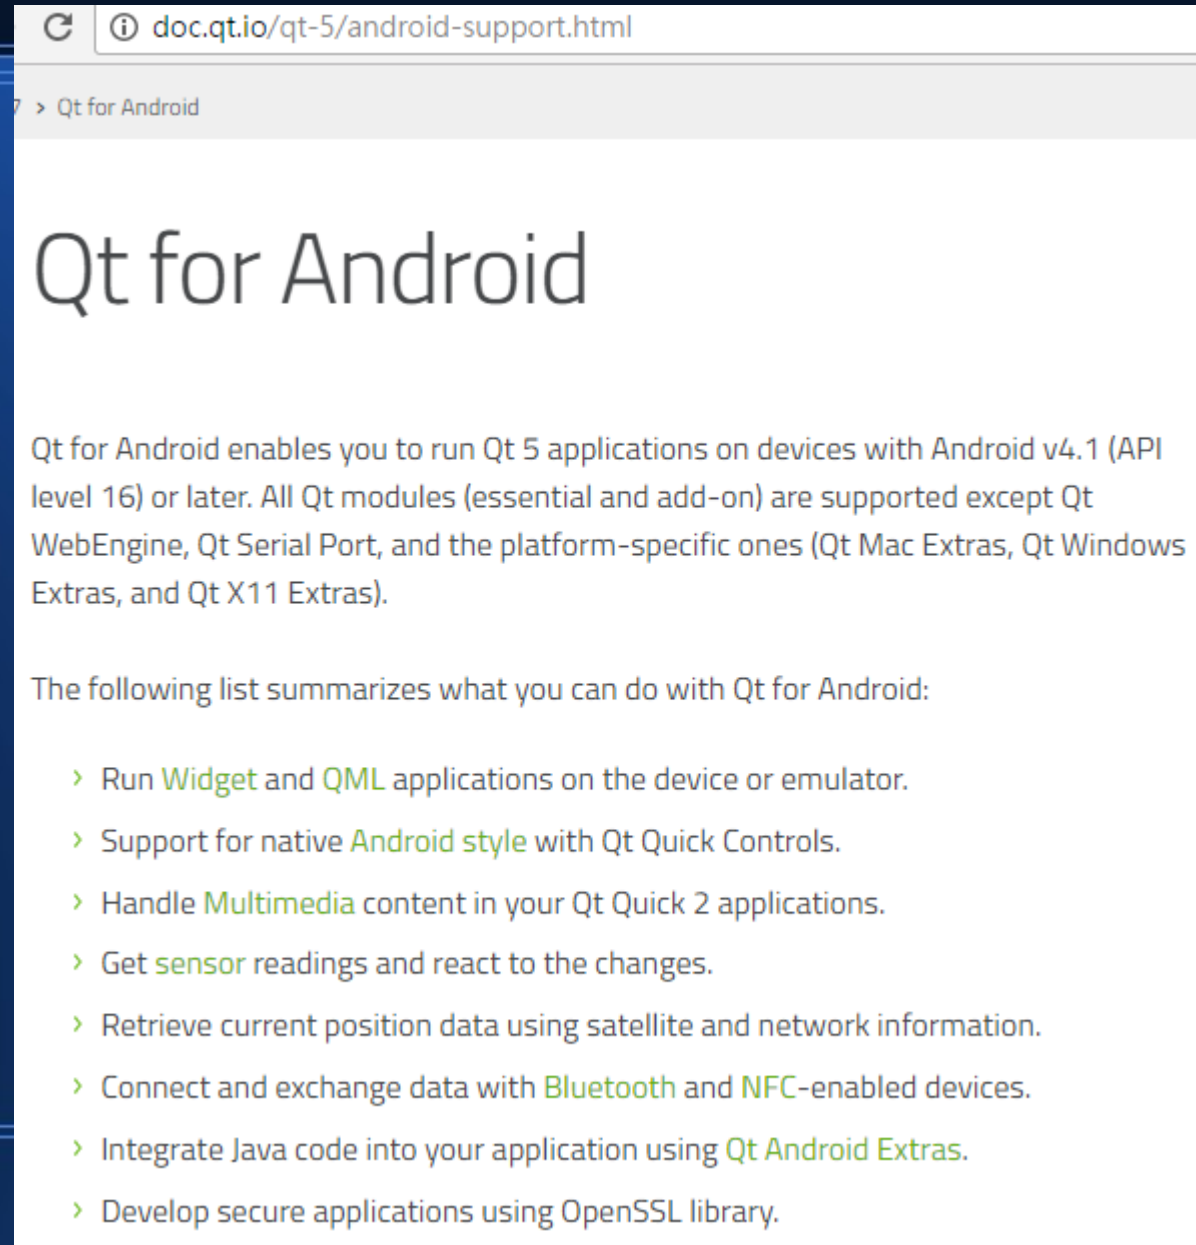 doc.qt.io/qt-5/android-support.html
7 > Qt for Android
Qt for Android
Qt for Android enables you to run Qt 5 applications on devices with Android v4.1 (API
level 16) or later. All Qt modules (essential and add-on) are supported except Qt
WebEngine, Qt Serial Port, and the platform-specific ones (Qt Mac Extras, Qt Windows
Extras, and Qt X11 Extras).
The following list summarizes what you can do with Qt for Android:
› Run Widget and QML applications on the device or emulator.
› Support for native Android style with Qt Quick Controls.
› Handle Multimedia content in your Qt Quick 2 applications.
› Get sensor readings and react to the changes.
› Retrieve current position data using satellite and network information.
› Connect and exchange data with Bluetooth and NFC-enabled devices.
› Integrate Java code into your application using Qt Android Extras.
› Develop secure applications using OpenSSL library.